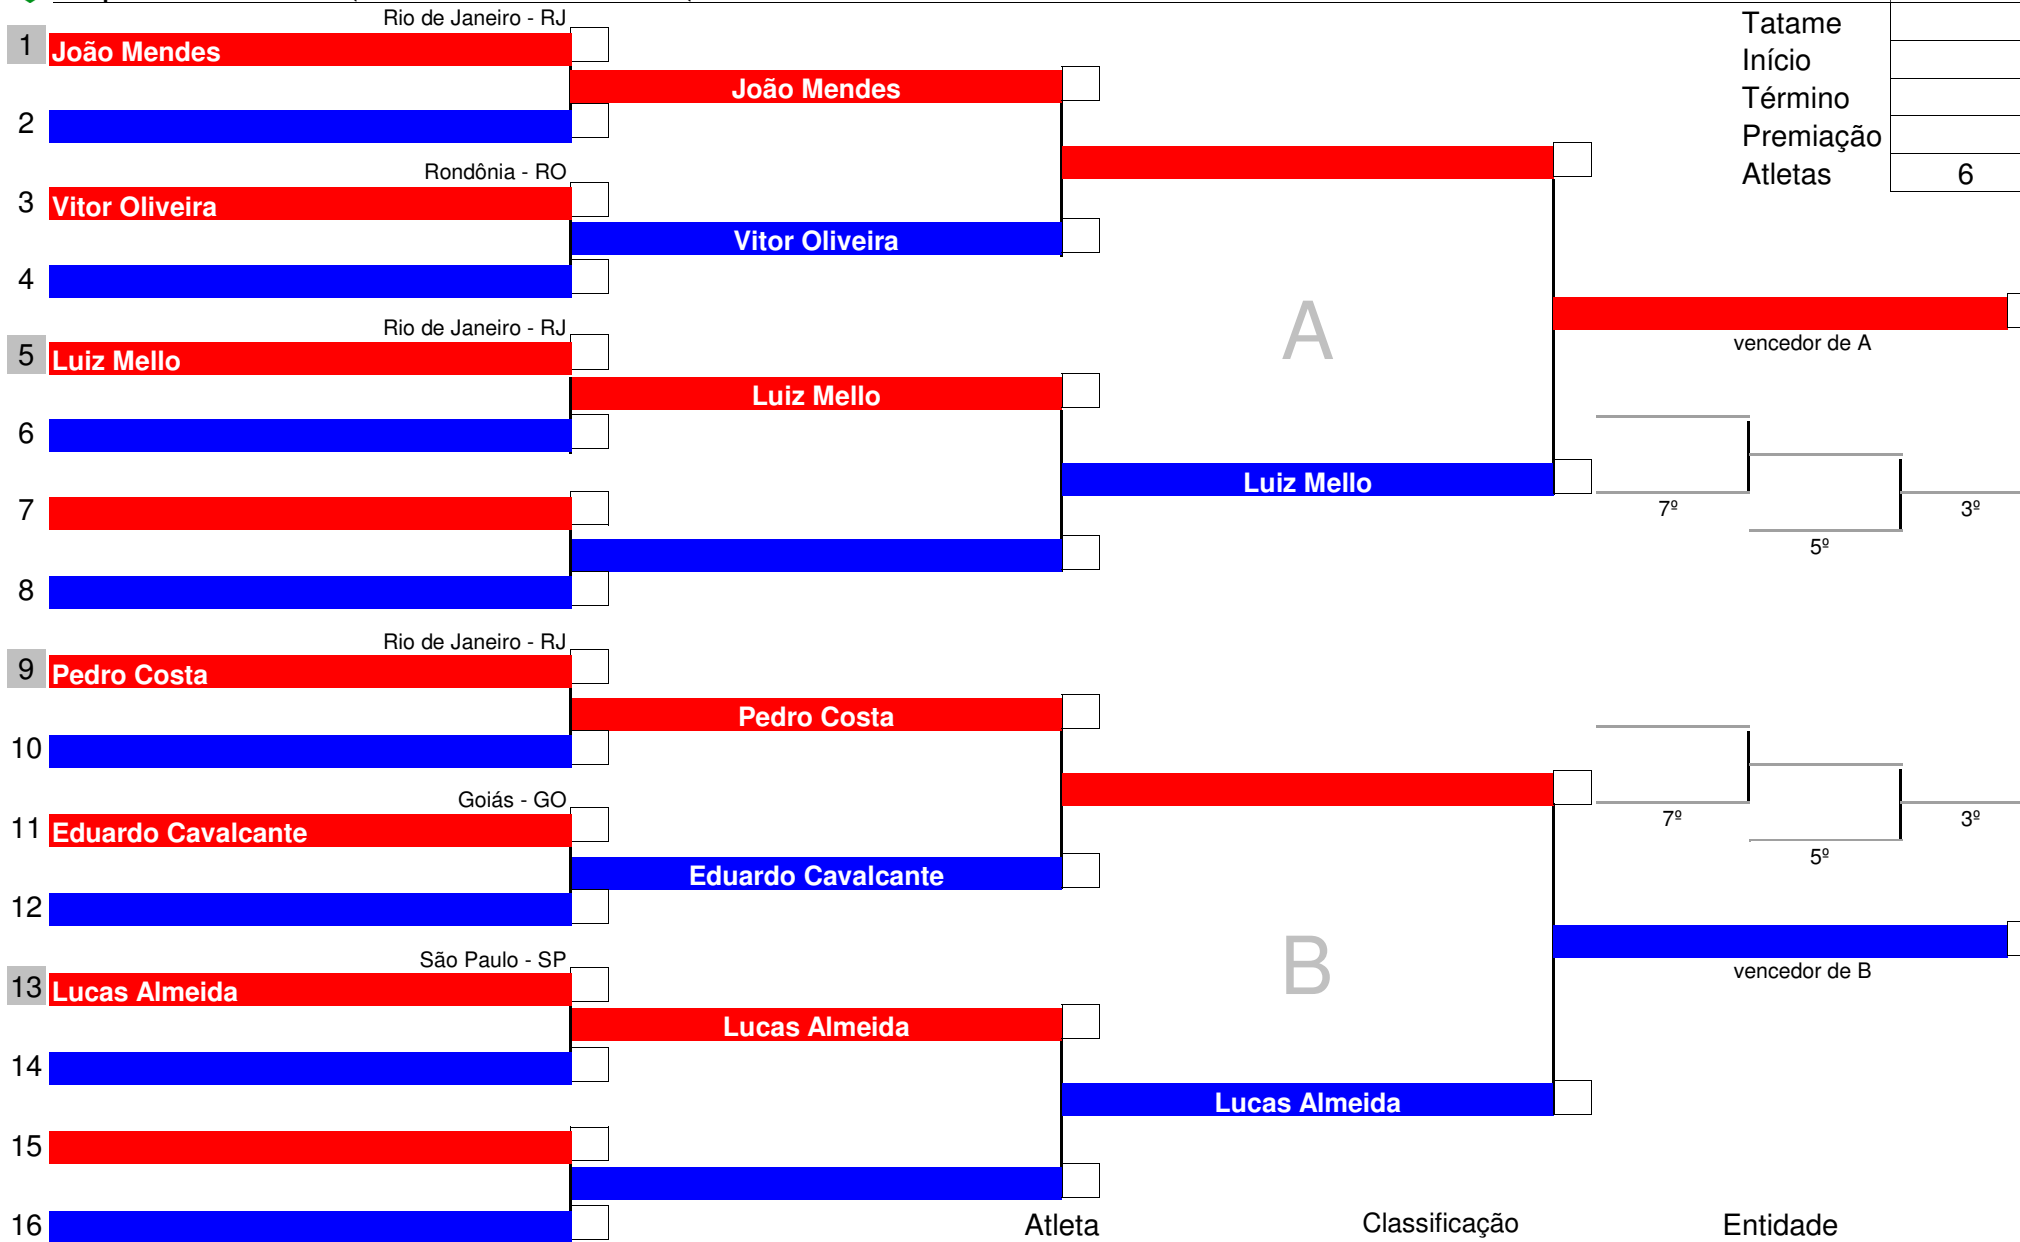 Rio de Janeiro - RJ
1 João Mendes
João Mendes
2
Rondônia - RO
3 Vitor Oliveira
Vitor Oliveira
4
Rio de Janeiro - RJ
5 Luiz Mello
Luiz Mello
6
Luiz Mello
7
8
Rio de Janeiro - RJ
9 Pedro Costa
Pedro Costa
10
Goiás - GO
11 Eduardo Cavalcante
Eduardo Cavalcante
12
São Paulo - SP
13 Lucas Almeida
Lucas Almeida
14
Lucas Almeida
15
16
A
B
Tatame
Início
Término
Premiação
Atletas 6
vencedor de A
7º
3º
5º
7º
3º
5º
vencedor de B
Atleta Classificação Entidade